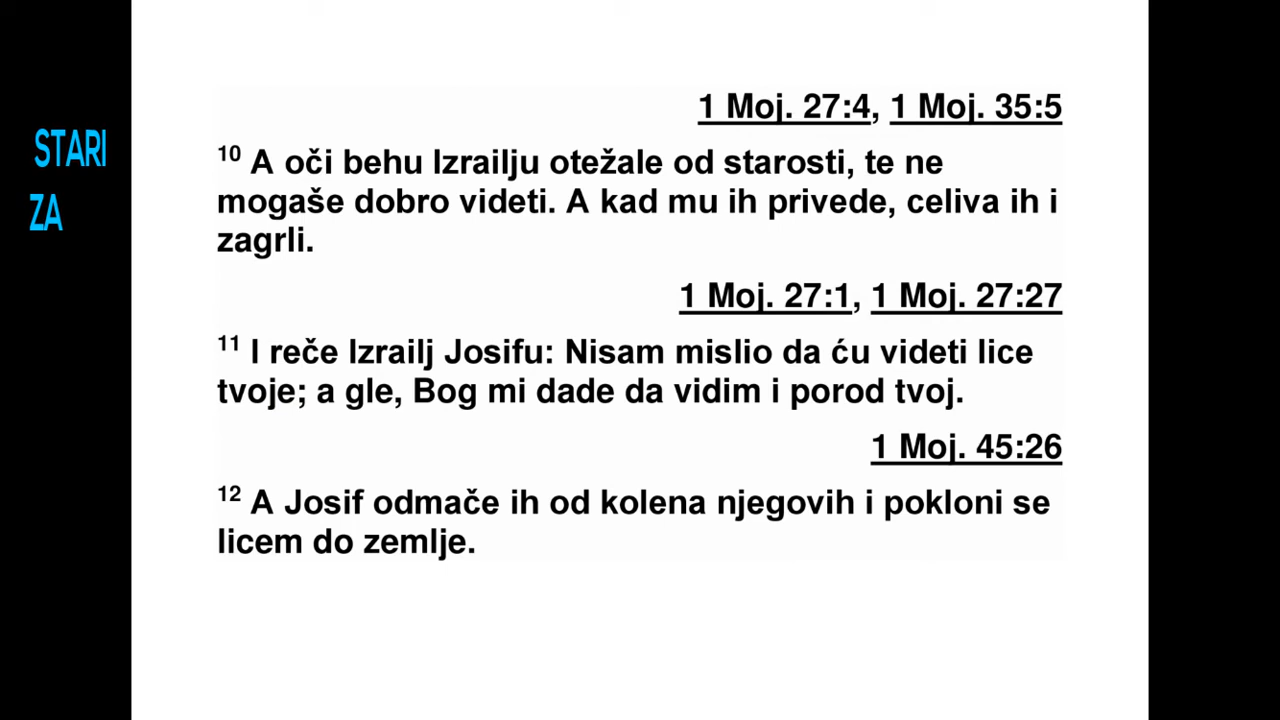 STARI
ZA
1 Moj. 27:4, 1 Moj. 35:5
10 A oči behu Izrailju otežale od starosti, te ne
mogaše dobro videti. A kad mu ih privede, celiva ih i
zagrli.
1 Moj. 27:1, 1 Moj. 27:27
11 I reče Izrailj Josifu: Nisam mislio da ću videti lice
tvoje; a gle, Bog mi dade da vidim i porod tvoj.
1 Moj. 45:26
12 A Josif odmače ih od kolena njegovih i pokloni se
licem do zemlje.